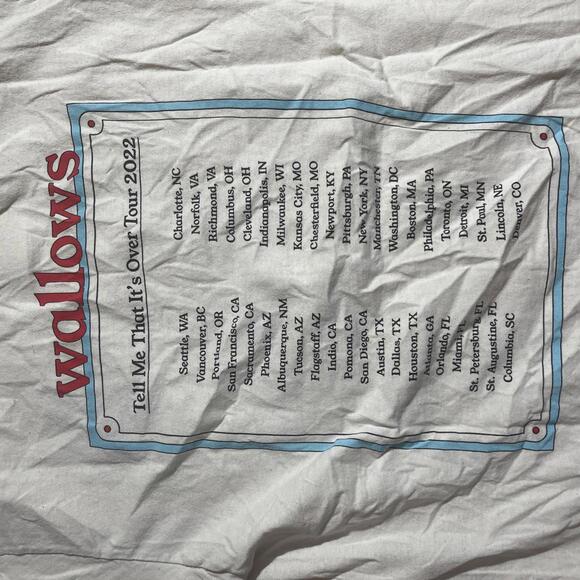 wallows
Tell Me That It's Over Tour 2022
Seattle, WA
Vancouver, BC
Portland, OR
San Francisco, CA
Sacramento, CA
Phoenix, AZ
Albuquerque, NM
Tucson, AZ
Flagstaff, AZ
Indio, CA
Pomona, CA
San Diego, CA
Austin, TX
Dallas, TX
Houston, TX
Atlanta, GA
Orlando, FL
Miami, FL
St. Petersburg, FL
St. Augustine, FL
Columbia, SC
Charlotte, NC
Norfolk, VA
Richmond, VA
Columbus, OH
Cleveland, OH
Indianapolis, IN
Milwaukee, WI
Kansas City, MO
Chesterfield, MO
Newport, KY
Pittsburgh, PA
New York, NY
Manchester, TN
Washington, DC
Boston, MA
Philadelphia, PA
Toronto, ON
Detroit, MI
St. Paul, MN
Lincoln, NE
Denver, CO